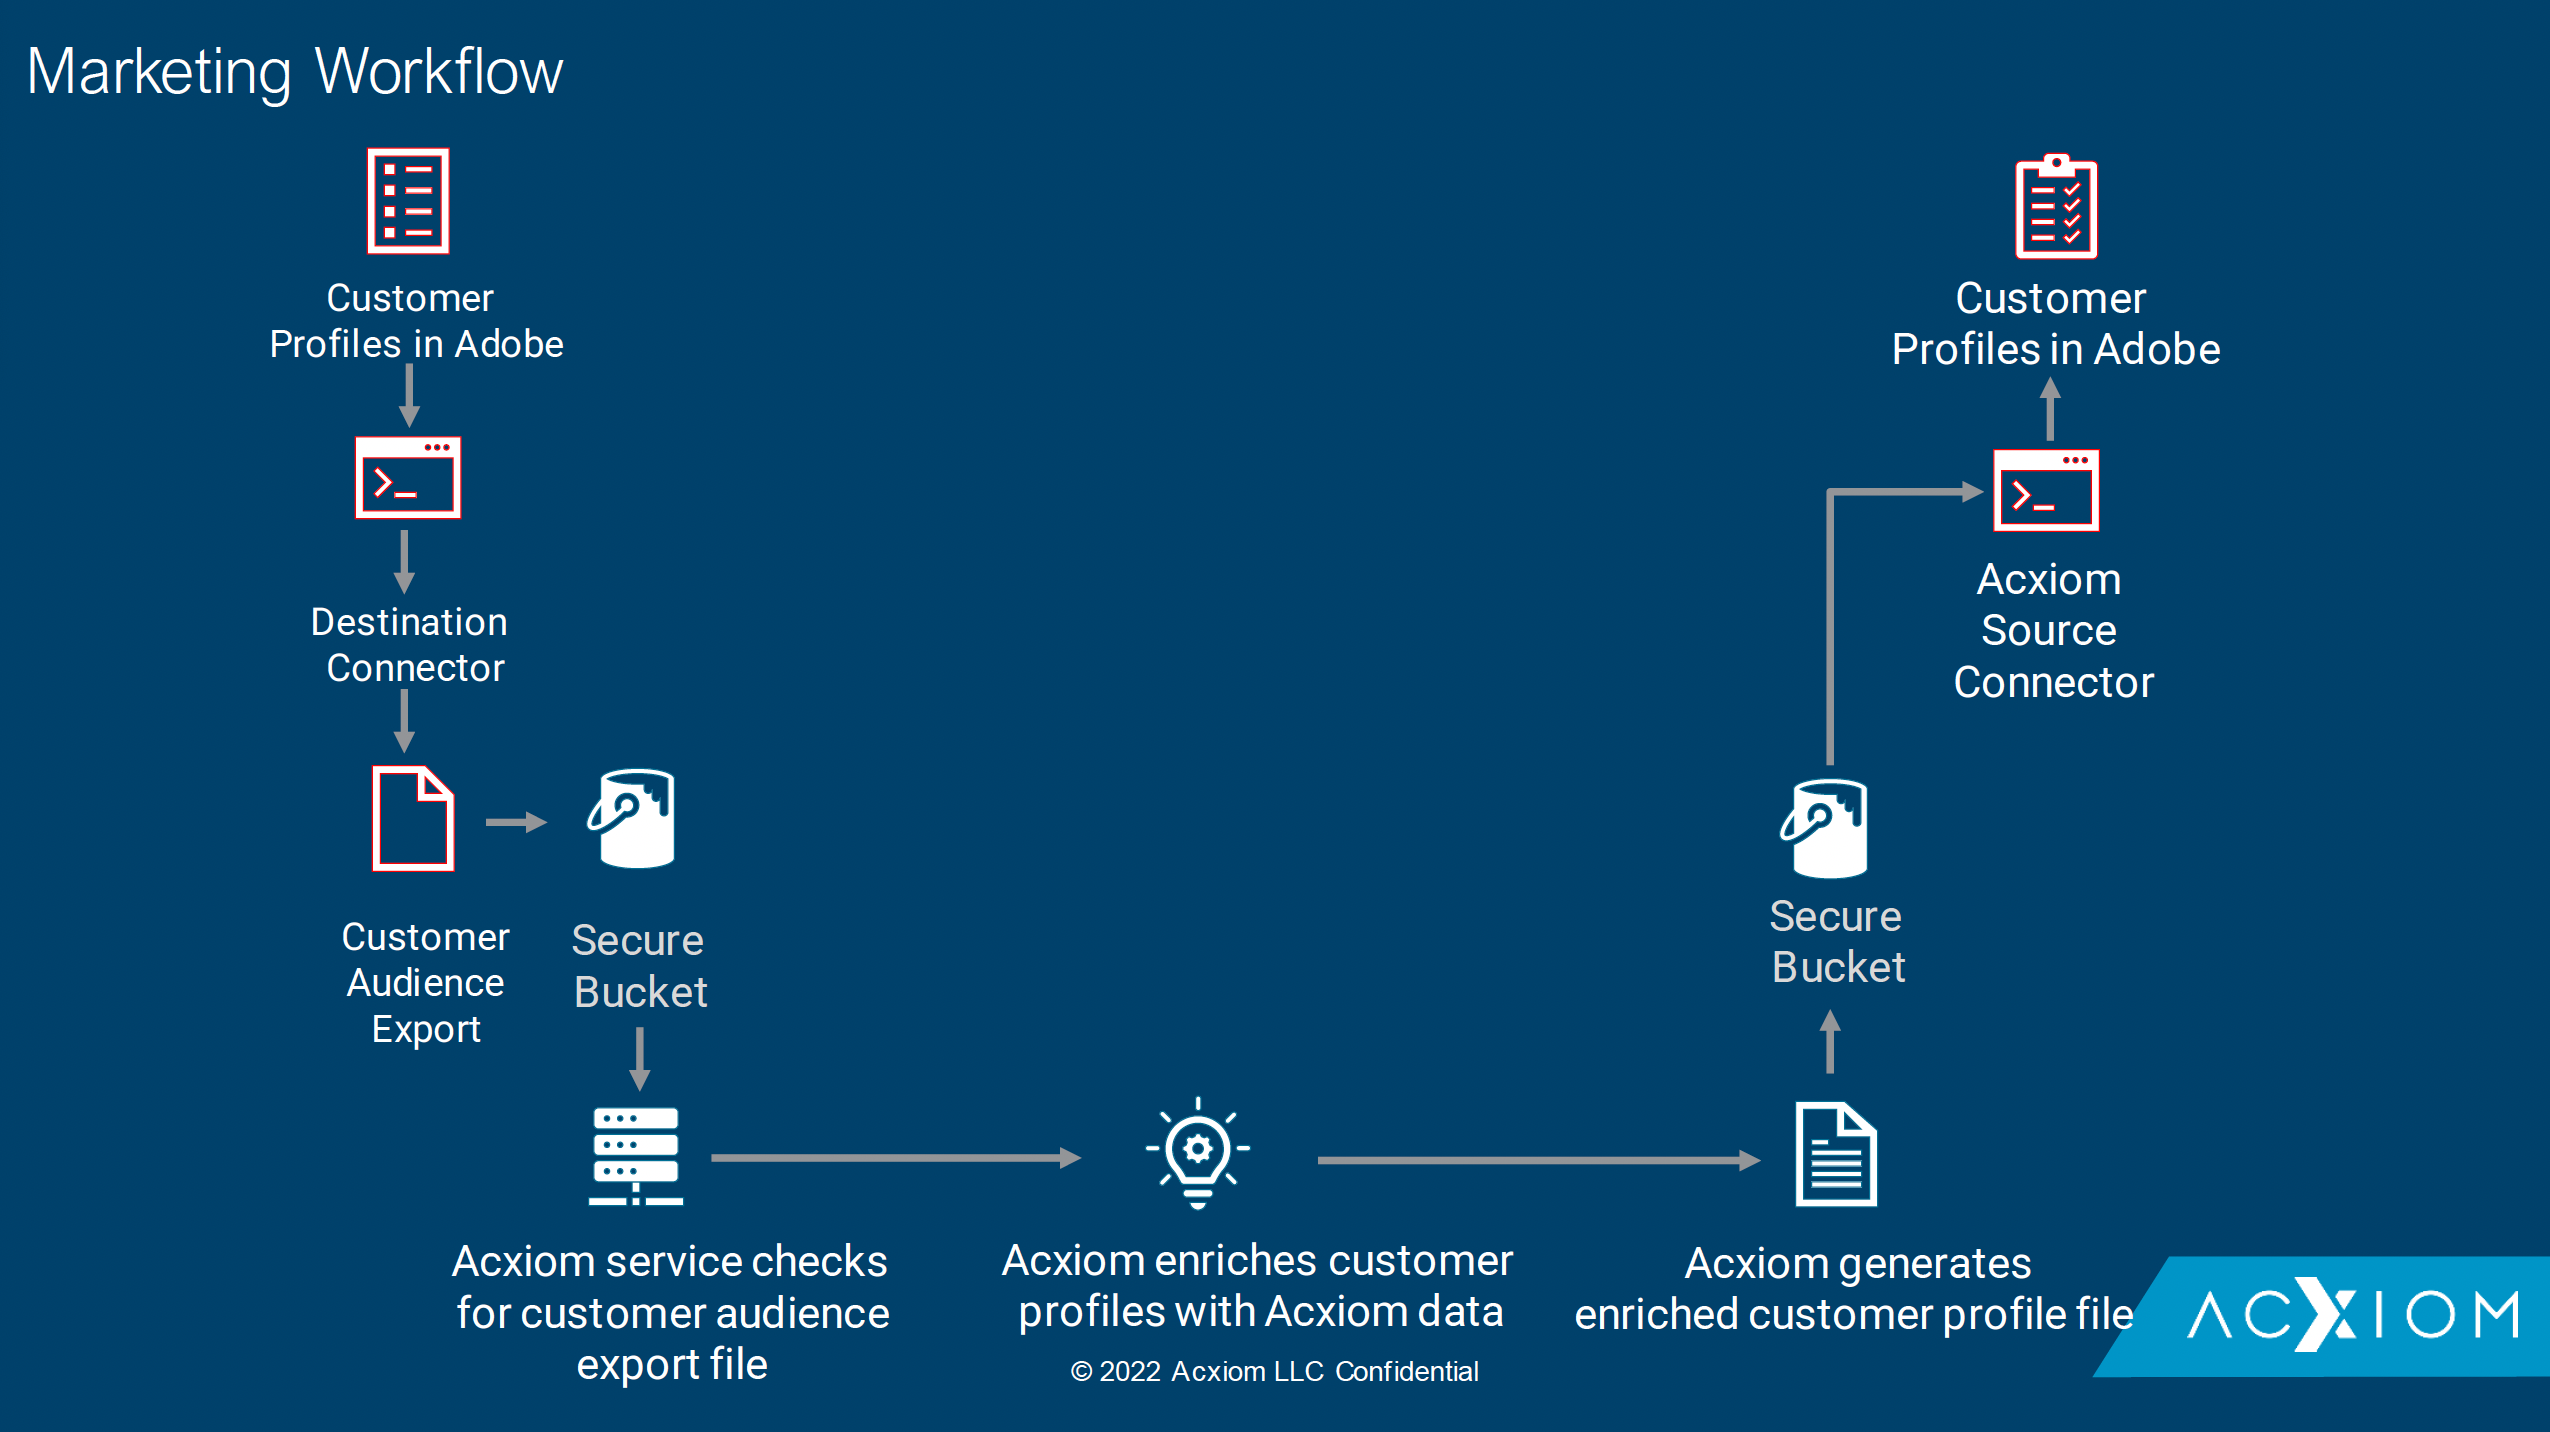 Marketing Workflow
Customer
Profiles in Adobe
Destination
Connector
Customer
Audience
Export
Secure
Bucket
Acxiom service checks
for customer audience
export file
Acxiom enriches customer
profiles with Acxiom data
Acxiom generates
enriched customer profile file
Secure
Bucket
Acxiom
Source
Connector
Customer
Profiles in Adobe
© 2022 Acxiom LLC Confidential
ACXIOM